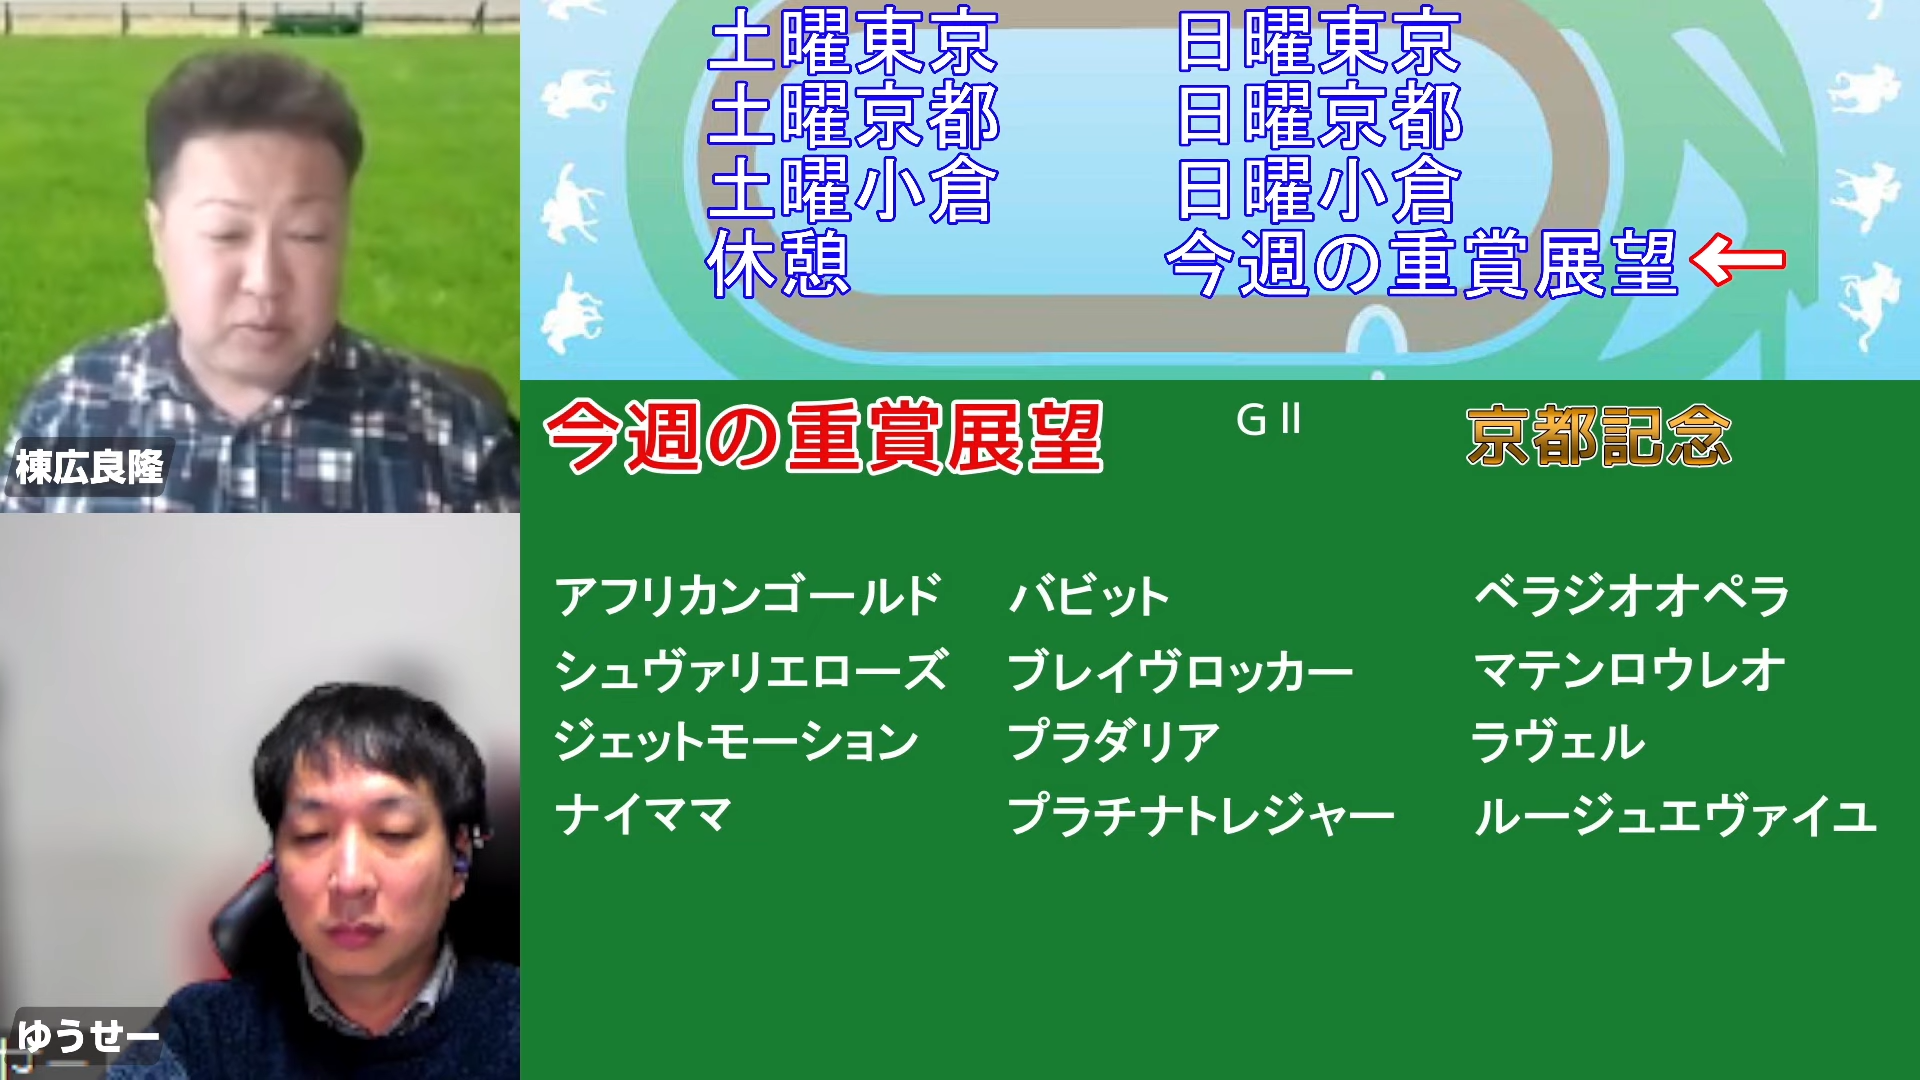 土曜東京
土曜京都
土曜小倉
休憩
日曜東京
日曜京都
日曜小倉
今週の重賞展望←
今週の重賞展望
GⅡ
京都記念
アフリカンゴールド
シュヴァリエローズ
ジェットモーション
ナイママ
バビット
ブレイヴロッカー
プラダリア
プラチナトレジャー
ベラジオオペラ
マテンロウレオ
ラヴェル
ルージュエヴァイユ
棟広良隆
ゆうせー